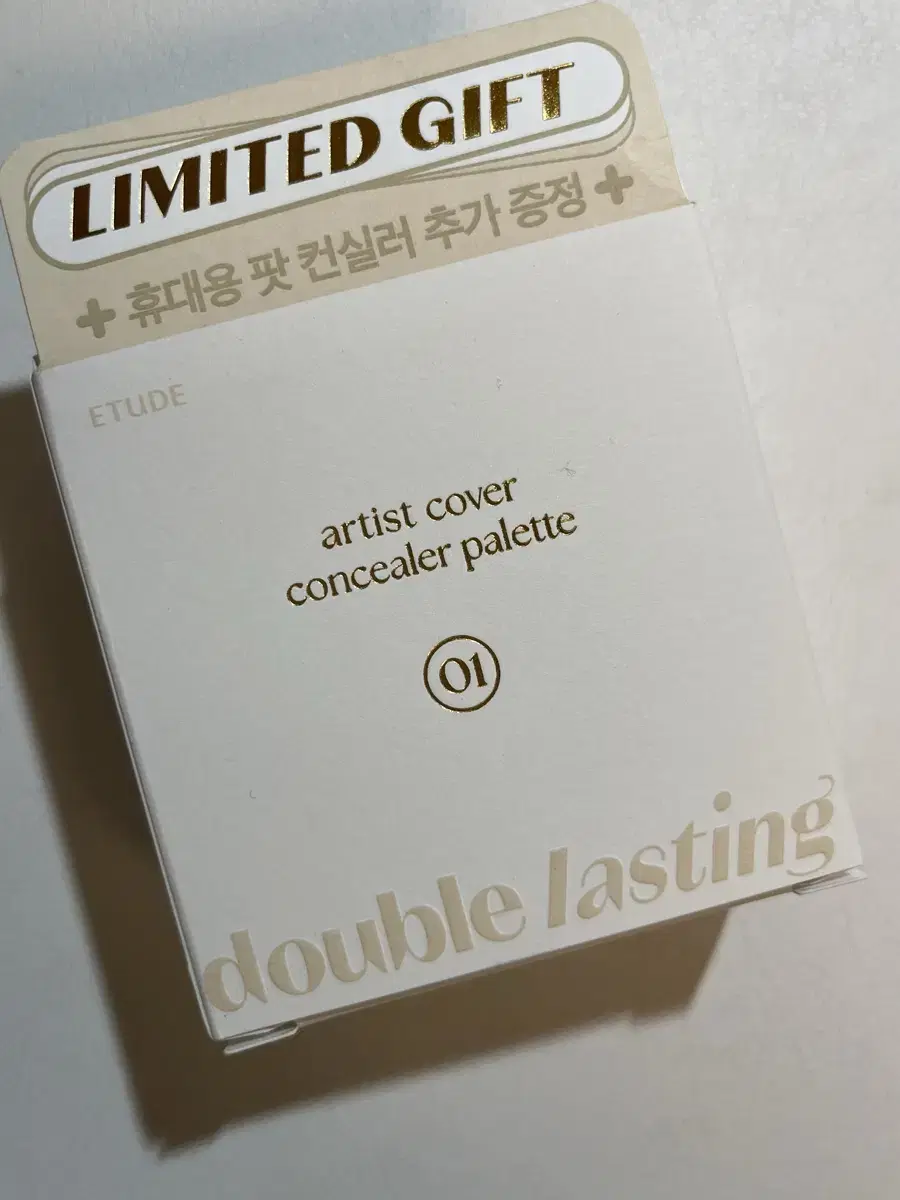 LIMITED GIFT
+ 휴대용 팟 컨실러 추가 증정 +
ETUDE
artist cover
concealer palette
01
double lasting